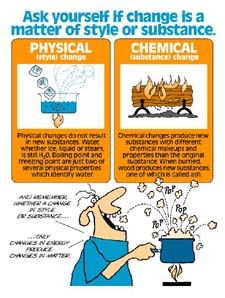 Ask yourself if change is a
matter of style or substance.
PHYSICAL
(style) change
CHEMICAL
(substance) change
Physical changes do not result
in new substances. Water,
whether ice, liquid or steam,
is still H₂O. Boiling point and
freezing point are just two of
several physical properties
which identify water.
Chemical changes produce new
substances with different
chemical makeups and
properties than the original
substances. When burned,
wood produces new substances,
one of which is called ash.
AND REMEMBER,
WHETHER A CHANGE
IN STYLE
OR SUBSTANCE...
... ONLY
CHANGES IN ENERGY
PRODUCE
CHANGES IN MATTER.
POP
POP
POP